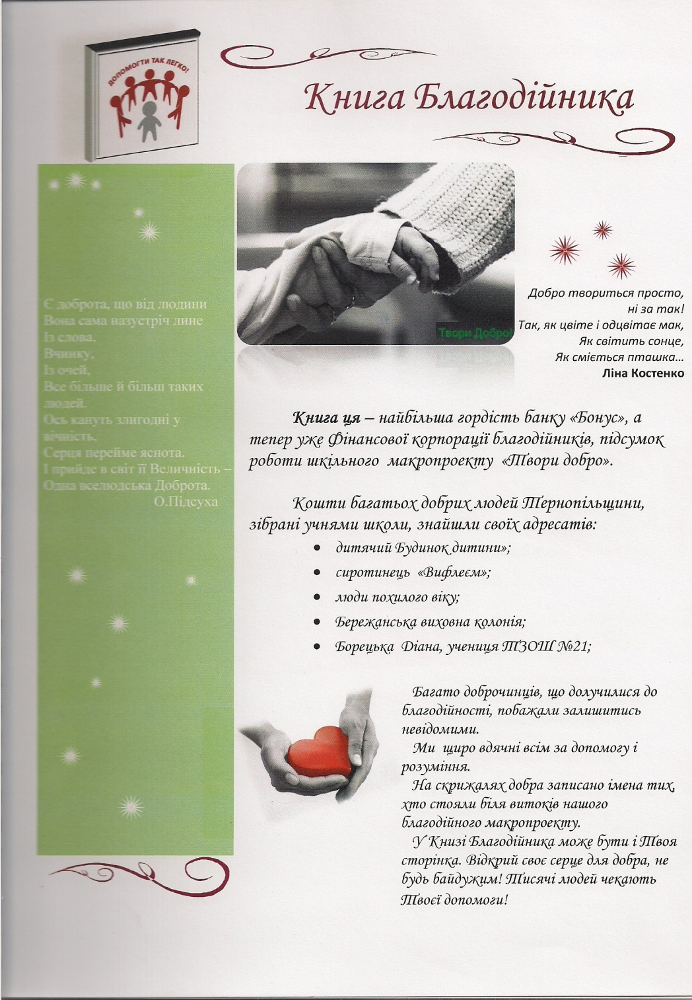 ДОПОМОГТИ ТАК ЛЕГКО!
Книга Благодійника
Є доброта, що від людини
Вона сама назустріч лине
Із слова,
Вчинку,
Із очей,
Все більше й більш таких
людей.
Ось кануть злигодні у
вічність,
Серця перейме яснота.
І прийде в світ її Величність –
Одна вселюдська Доброта.
О.Підсуха
Твори Добро!
Добро твориться просто,
ні за так!
Так, як цвіте і одцвітає мак,
Як світить сонце,
Як сміється пташка...
Ліна Костенко
Книга ця – найбільша гордість банку «Бонус», а
тепер уже Фінансової корпорації благодійників, підсумок
роботи шкільного макропроекту «Твори добро».
Кошти багатьох добрих людей Тернопільщини,
зібрані учнями школи, знайшли своїх адресатів:
• дитячий Будинок дитини»;
• сиротинець «Вифлеєм»;
• люди похилого віку;
• Бережанська виховна колонія;
• Борецька Діана, учениця ТЗОШ №21;
Багато доброчинців, що долучилися до
благодійності, побажали залишитись
невідомими.
Ми щиро вдячні всім за допомогу і
розуміння.
На скрижалях добра записано імена тих,
хто стояли біля витоків нашого
благодійного макропроекту.
У Книзі Благодійника може бути і Твоя
сторінка. Відкрий своє серце для добра, не
будь байдужим! Тисячі людей чекають
Твоєї допомоги!